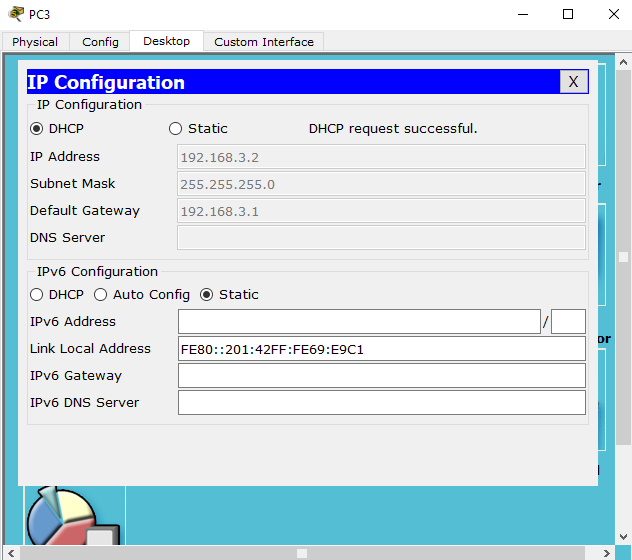 PC3
Physical Config Desktop Custom Interface
IP Configuration X
IP Configuration
DHCP Static DHCP request successful.
IP Address 192.168.3.2
Subnet Mask 255.255.255.0
Default Gateway 192.168.3.1
DNS Server
IPv6 Configuration
DHCP Auto Config Static
IPv6 Address /
Link Local Address FE80::201:42FF:FE69:E9C1
IPv6 Gateway
IPv6 DNS Server